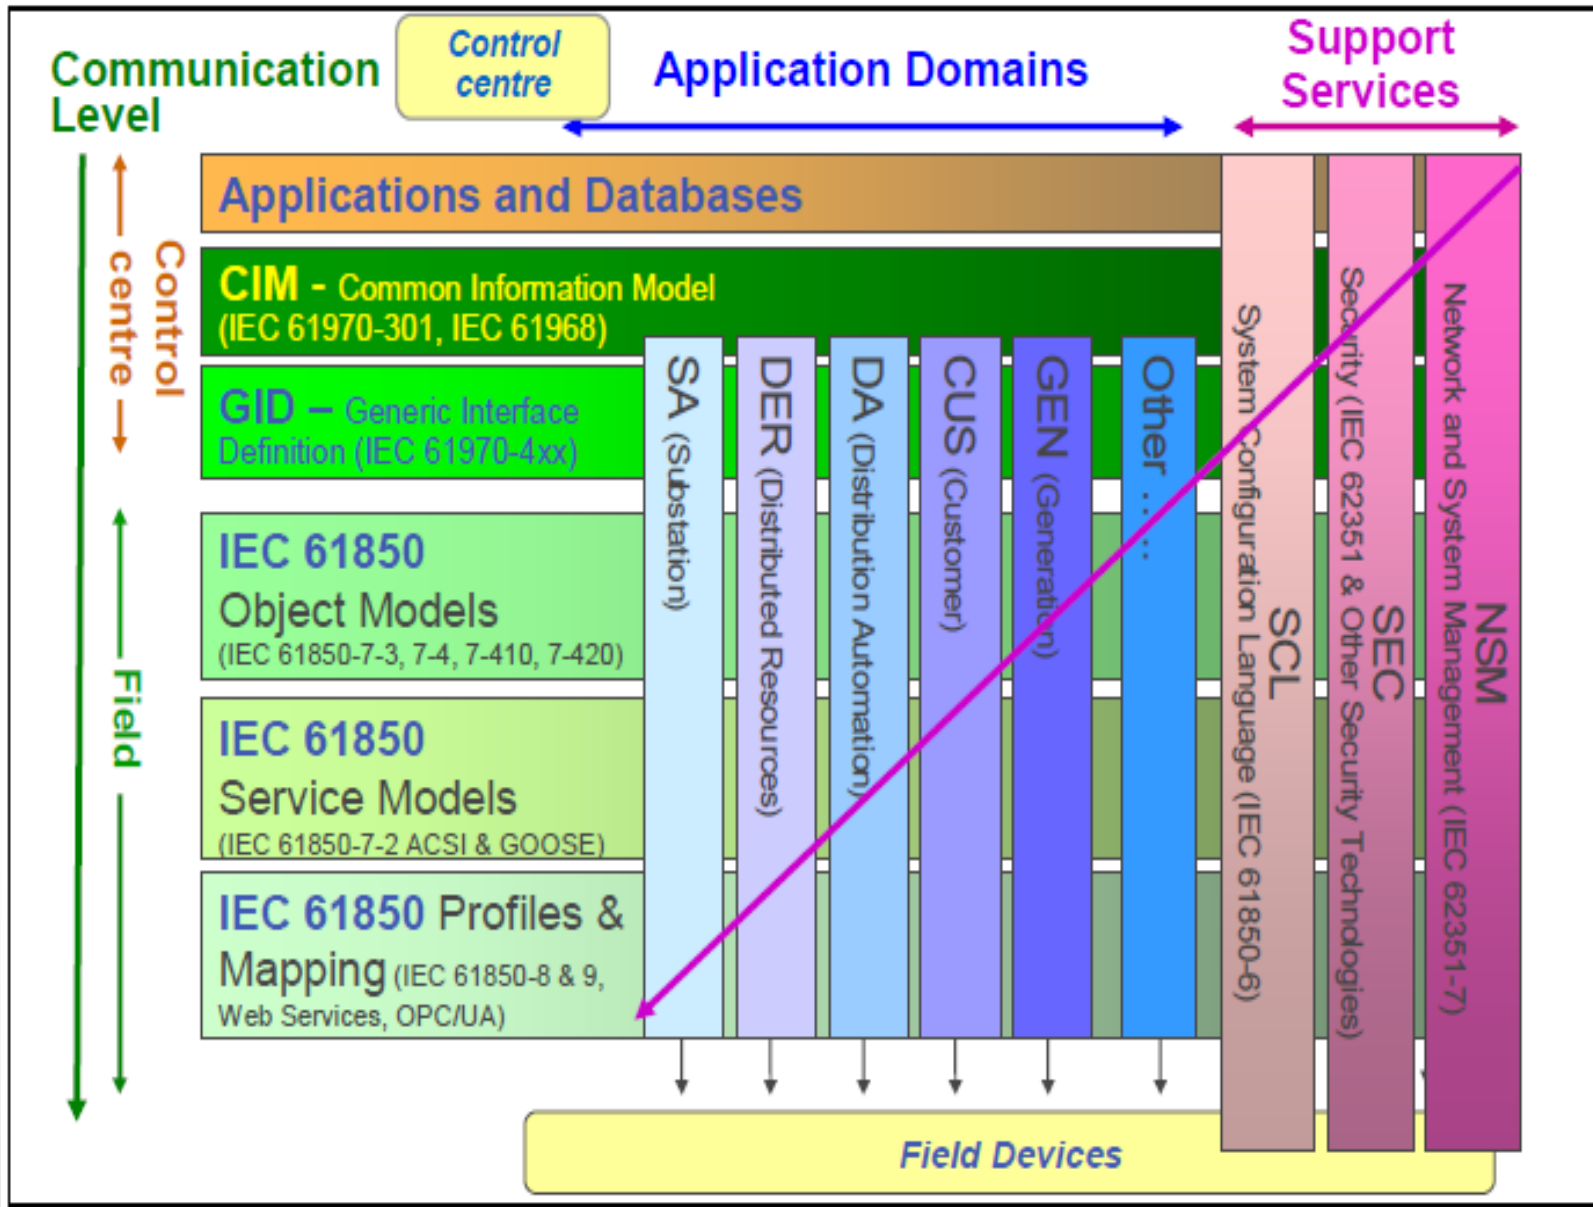 Communication
Level
Control
centre
Application Domains
Support
Services
Control
centre
Field
Applications and Databases
CIM - Common Information Model
(IEC 61970-301, IEC 61968)
GID – Generic Interface
Definition (IEC 61970-4xx)
IEC 61850
Object Models
(IEC 61850-7-3, 7-4, 7-410, 7-420)
IEC 61850
Service Models
(IEC 61850-7-2 ACSI & GOOSE)
IEC 61850 Profiles &
Mapping (IEC 61850-8 & 9,
Web Services, OPC/UA)
SA (Substation)
DER (Distributed Resources)
DA (Distribution Automation)
CUS (Customer)
GEN (Generation)
Other .....
SCL
System Configuration Language (IEC 61850-6)
SEC
Security (IEC 62351 & Other Security Technologies)
NSM
Network and System Management (IEC 62351-7)
Field Devices